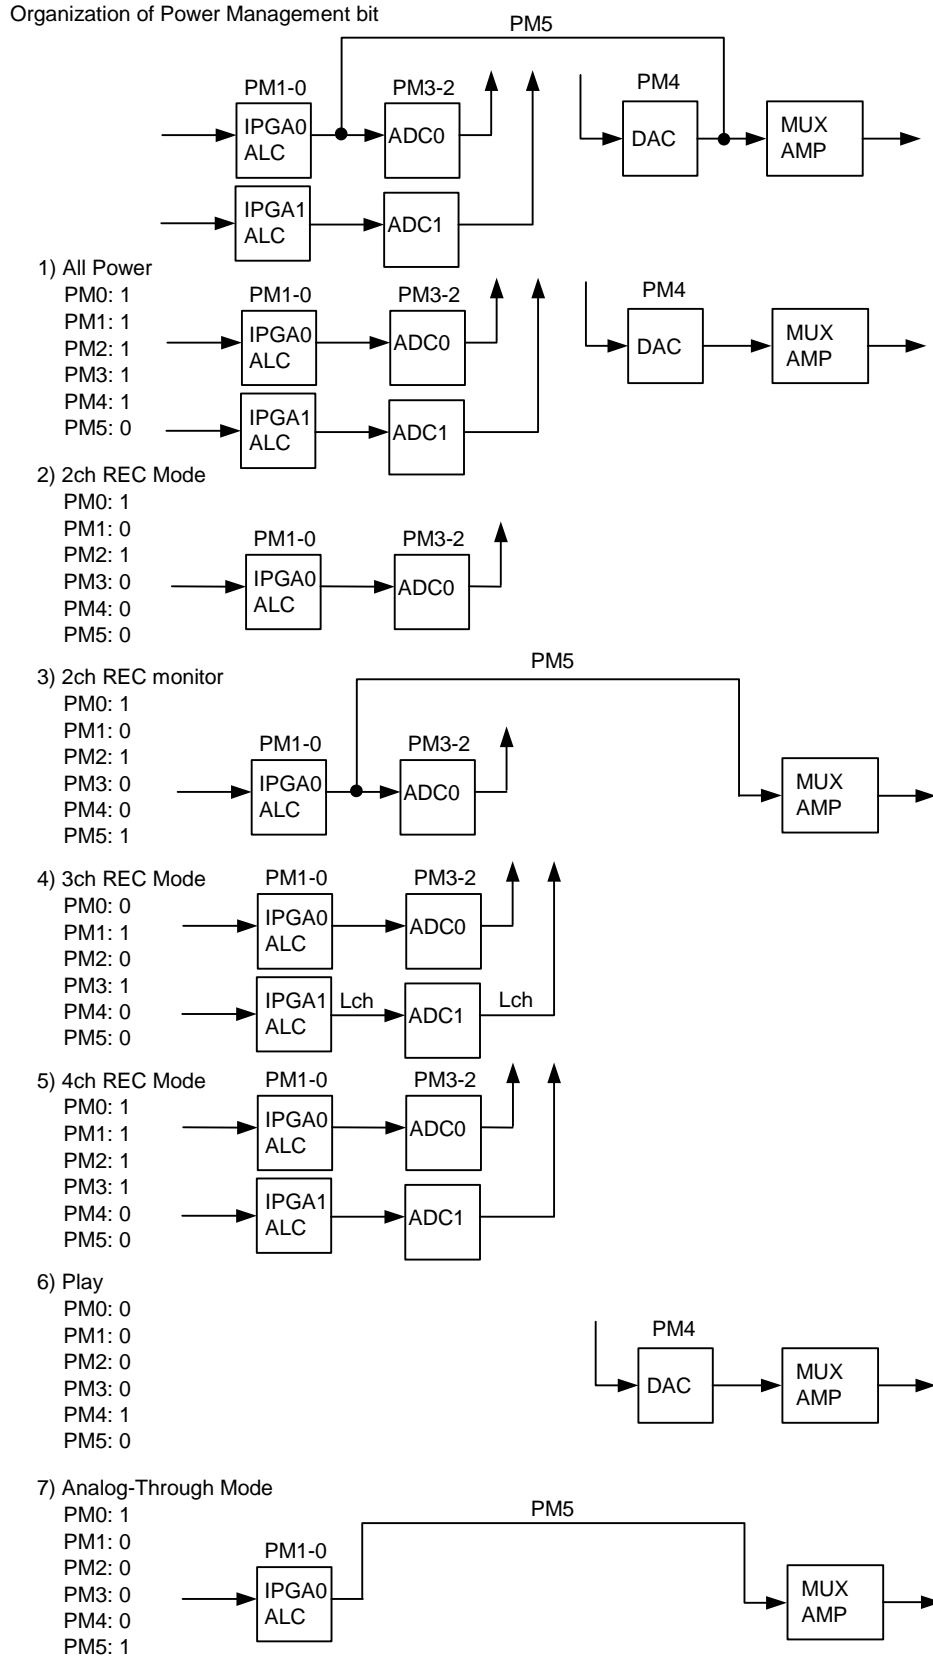 Organization of Power Management bit
PM5
PM1-0
PM3-2
PM4
IPGA0
ALC
ADC0
DAC
MUX
AMP
IPGA1
ALC
ADC1
1) All Power
PM0: 1
PM1: 1
PM2: 1
PM3: 1
PM4: 1
PM5: 0
PM1-0
PM3-2
PM4
IPGA0
ALC
ADC0
DAC
MUX
AMP
IPGA1
ALC
ADC1
2) 2ch REC Mode
PM0: 1
PM1: 0
PM2: 1
PM3: 0
PM4: 0
PM5: 0
PM1-0
PM3-2
IPGA0
ALC
ADC0
3) 2ch REC monitor
PM0: 1
PM1: 0
PM2: 1
PM3: 0
PM4: 0
PM5: 1
PM5
PM1-0
PM3-2
IPGA0
ALC
ADC0
MUX
AMP
4) 3ch REC Mode
PM0: 0
PM1: 1
PM2: 0
PM3: 1
PM4: 0
PM5: 0
PM1-0
PM3-2
IPGA0
ALC
ADC0
IPGA1
ALC
Lch
ADC1
Lch
5) 4ch REC Mode
PM0: 1
PM1: 1
PM2: 1
PM3: 1
PM4: 0
PM5: 0
PM1-0
PM3-2
IPGA0
ALC
ADC0
IPGA1
ALC
ADC1
6) Play
PM0: 0
PM1: 0
PM2: 0
PM3: 0
PM4: 1
PM5: 0
PM4
DAC
MUX
AMP
7) Analog-Through Mode
PM0: 1
PM1: 0
PM2: 0
PM3: 0
PM4: 0
PM5: 1
PM5
PM1-0
IPGA0
ALC
MUX
AMP